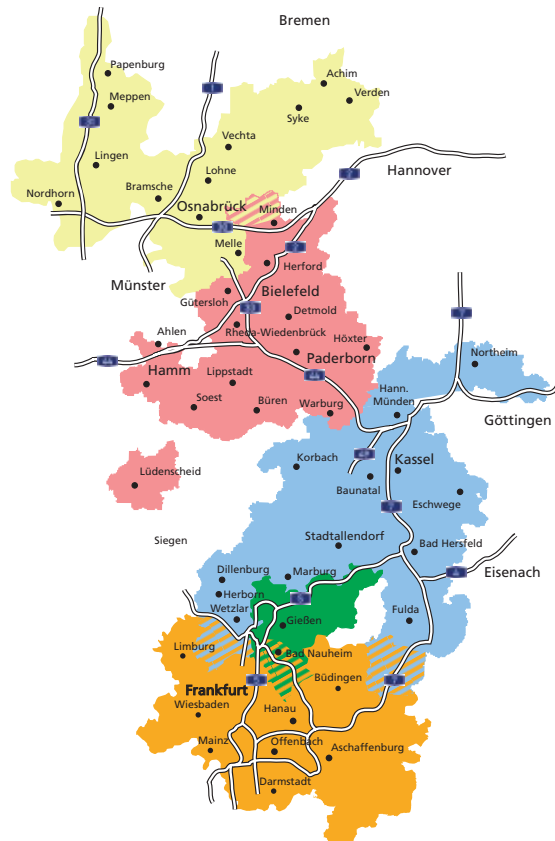 Bremen
Papenburg
Achim
Meppen
Verden
Syke
Vechta
Lingen
Lohne
Hannover
Nordhorn
Bramsche
Osnabrück
Minden
Melle
Herford
Münster
Bielefeld
Gütersloh
Detmold
Ahlen
Rheda-Wiedenbrück
Höxter
Northeim
Paderborn
Hamm
Lippstadt
Hann.
Münden
Soest
Büren
Warburg
Göttingen
Kassel
Korbach
Lüdenscheid
Baunatal
Eschwege
Siegen
Stadtallendorf
Bad Hersfeld
Eisenach
Dillenburg
Marburg
Herborn
Wetzlar
Fulda
Gießen
Limburg
Bad Nauheim
Büdingen
Frankfurt
Wiesbaden
Hanau
Mainz
Offenbach
Aschaffenburg
Darmstadt